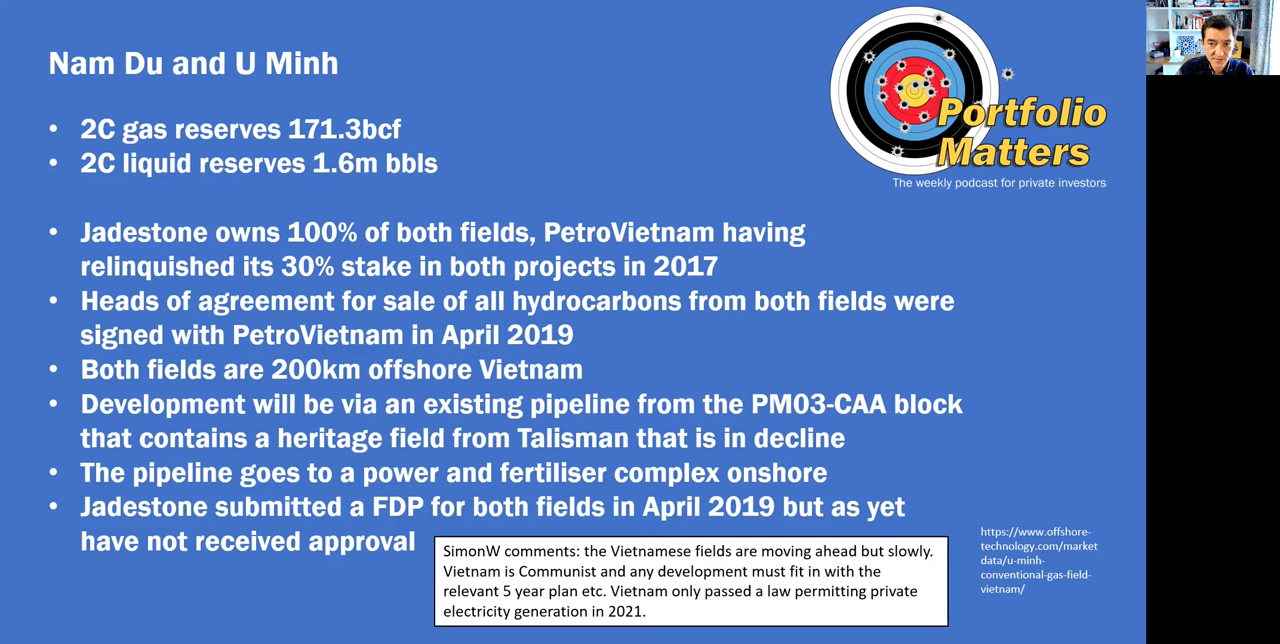 Nam Du and U Minh
• 2C gas reserves 171.3bcf
• 2C liquid reserves 1.6m bbls
• Jadestone owns 100% of both fields, PetroVietnam having
relinquished its 30% stake in both projects in 2017
• Heads of agreement for sale of all hydrocarbons from both fields were
signed with PetroVietnam in April 2019
• Both fields are 200km offshore Vietnam
• Development will be via an existing pipeline from the PM03-CAA block
that contains a heritage field from Talisman that is in decline
• The pipeline goes to a power and fertiliser complex onshore
• Jadestone submitted a FDP for both fields in April 2019 but as yet
have not received approval
SimonW comments: the Vietnamese fields are moving ahead but slowly.
Vietnam is Communist and any development must fit in with the
relevant 5 year plan etc. Vietnam only passed a law permitting private
electricity generation in 2021.
Portfolio
Matters
The weekly podcast for private investors
https://www.offshore-
technology.com/market
data/u-minh-
conventional-gas-field-
vietnam/